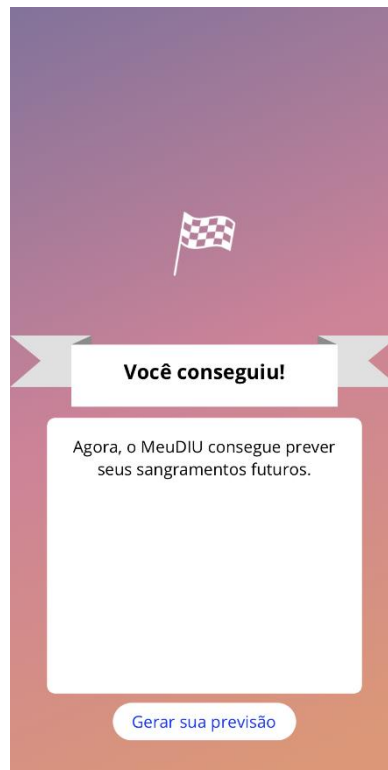 Você conseguiu!
Agora, o MeuDIU consegue prever
seus sangramentos futuros.
Gerar sua previsão